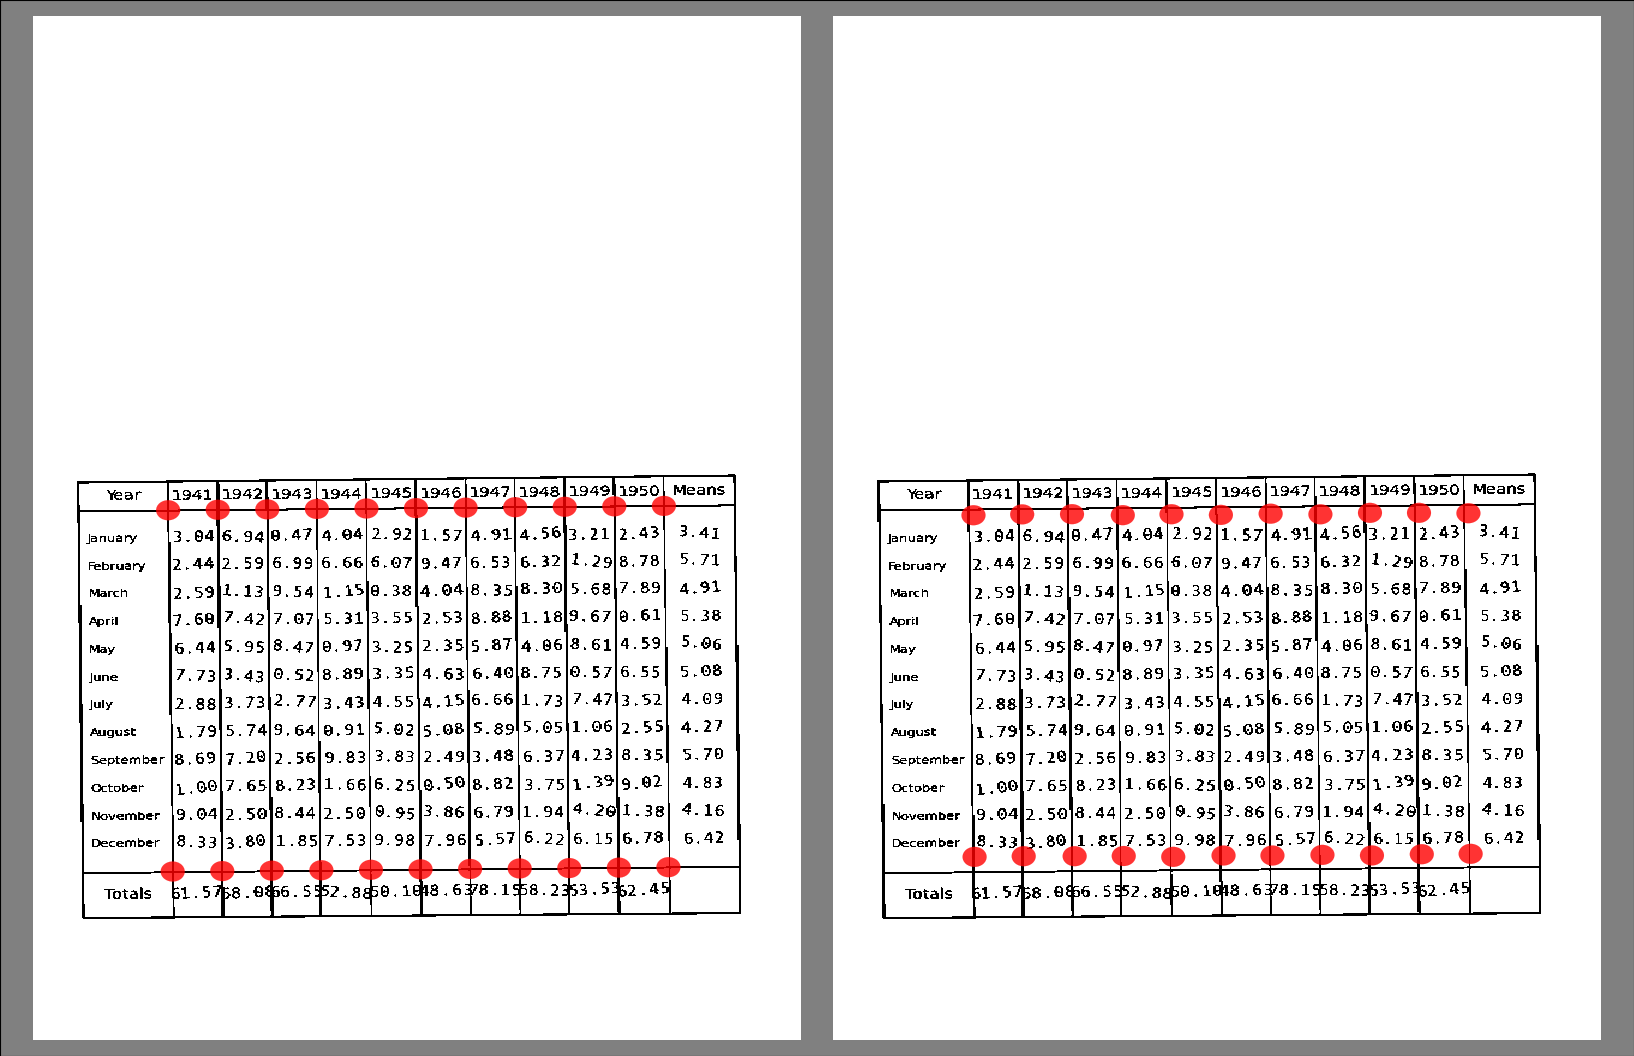 Year 1941 1942 1943 1944 1945 1946 1947 1948 1949 1950 Means
January 3.04 6.94 0.47 4.04 2.92 1.57 4.91 4.56 3.21 2.43 3.41
February 2.44 2.59 6.99 6.66 6.07 9.47 6.53 6.32 1.29 8.78 5.71
March 2.59 1.13 9.54 1.15 0.38 4.04 8.35 8.30 5.68 7.89 4.91
April 7.60 7.42 7.07 5.31 3.55 2.53 8.88 1.18 9.67 0.61 5.38
May 6.44 5.95 8.47 0.97 3.25 2.35 5.87 4.06 8.61 4.59 5.06
June 7.73 3.43 0.52 8.89 3.35 4.63 6.40 8.75 0.57 6.55 5.08
July 2.88 3.73 2.77 3.43 4.55 4.15 6.66 1.73 7.47 3.52 4.09
August 1.79 5.74 9.64 0.91 5.02 5.08 5.89 5.05 1.06 2.55 4.27
September 8.69 7.20 2.56 9.83 3.83 2.49 3.48 6.37 4.23 8.35 5.70
October 1.00 7.65 8.23 1.66 6.25 0.50 8.82 3.75 1.39 9.02 4.83
November 9.04 2.50 8.44 2.50 0.95 3.86 6.79 1.94 4.20 1.38 4.16
December 8.33 3.80 1.85 7.53 9.98 7.96 5.57 6.22 6.15 6.78 6.42
Totals 61.57 58.08 66.55 52.88 50.10 48.63 78.15 58.23 53.53 62.45
Year 1941 1942 1943 1944 1945 1946 1947 1948 1949 1950 Means
January 3.04 6.94 0.47 4.04 2.92 1.57 4.91 4.56 3.21 2.43 3.41
February 2.44 2.59 6.99 6.66 6.07 9.47 6.53 6.32 1.29 8.78 5.71
March 2.59 1.13 9.54 1.15 0.38 4.04 8.35 8.30 5.68 7.89 4.91
April 7.60 7.42 7.07 5.31 3.55 2.53 8.88 1.18 9.67 0.61 5.38
May 6.44 5.95 8.47 0.97 3.25 2.35 5.87 4.06 8.61 4.59 5.06
June 7.73 3.43 0.52 8.89 3.35 4.63 6.40 8.75 0.57 6.55 5.08
July 2.88 3.73 2.77 3.43 4.55 4.15 6.66 1.73 7.47 3.52 4.09
August 1.79 5.74 9.64 0.91 5.02 5.08 5.89 5.05 1.06 2.55 4.27
September 8.69 7.20 2.56 9.83 3.83 2.49 3.48 6.37 4.23 8.35 5.70
October 1.00 7.65 8.23 1.66 6.25 0.50 8.82 3.75 1.39 9.02 4.83
November 9.04 2.50 8.44 2.50 0.95 3.86 6.79 1.94 4.20 1.38 4.16
December 8.33 3.80 1.85 7.53 9.98 7.96 5.57 6.22 6.15 6.78 6.42
Totals 61.57 58.08 66.55 52.88 50.10 48.63 78.15 58.23 53.53 62.45